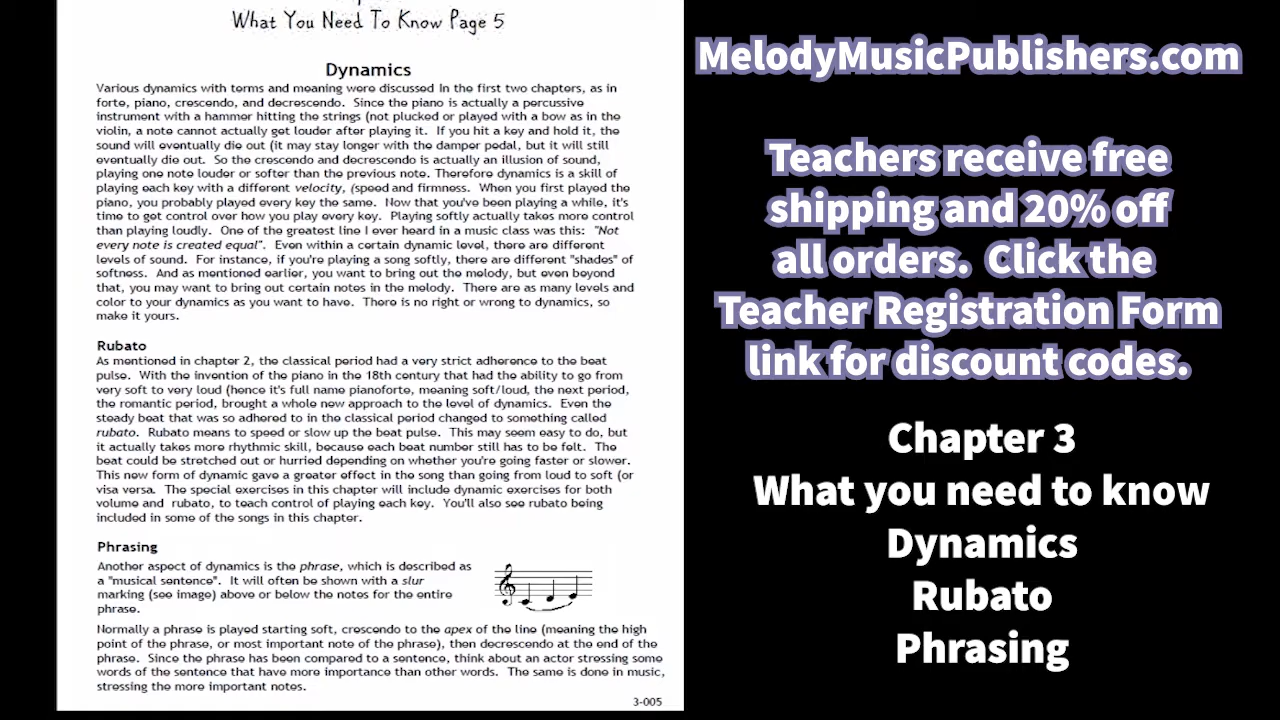 What You Need To Know Page 5
Dynamics
Various dynamics with terms and meaning were discussed In the first two chapters, as in
forte, piano, crescendo, and decrescendo. Since the piano is actually a percussive
instrument with a hammer hitting the strings (not plucked or played with a bow as in the
violin, a note cannot actually get louder after playing it. If you hit a key and hold it, the
sound will eventually die out (it may stay longer with the damper pedal, but it will still
eventually die out. So the crescendo and decrescendo is actually an illusion of sound,
playing one note louder or softer than the previous note. Therefore dynamics is a skill of
playing each key with a different velocity, (speed and firmness. When you first played the
piano, you probably played every key the same. Now that you've been playing a while, it's
time to get control over how you play every key. Playing softly actually takes more control
than playing loudly. One of the greatest line I ever heard in a music class was this: "Not
every note is created equal". Even within a certain dynamic level, there are different
levels of sound. For instance, if you're playing a song softly, there are different "shades" of
softness. And as mentioned earlier, you want to bring out the melody, but even beyond
that, you may want to bring out certain notes in the melody. There are as many levels and
color to your dynamics as you want to have. There is no right or wrong to dynamics, so
make it yours.
Rubato
As mentioned in chapter 2, the classical period had a very strict adherence to the beat
pulse. With the invention of the piano in the 18th century that had the ability to go from
very soft to very loud (hence it's full name pianoforte, meaning soft/loud, the next period,
the romantic period, brought a whole new approach to the level of dynamics. Even the
steady beat that was so adhered to in the classical period changed to something called
rubato. Rubato means to speed or slow up the beat pulse. This may seem easy to do, but
it actually takes more rhythmic skill, because each beat number still has to be felt. The
beat could be stretched out or hurried depending on whether you're going faster or slower.
This new form of dynamic gave a greater effect in the song than going from loud to soft (or
visa versa. The special exercises in this chapter will include dynamic exercises for both
volume and rubato, to teach control of playing each key. You'll also see rubato being
included in some of the songs in this chapter.
Phrasing
Another aspect of dynamics is the phrase, which is described as
a "musical sentence". It will often be shown with a slur
marking (see image) above or below the notes for the entire
phrase.
Normally a phrase is played starting soft, crescendo to the apex of the line (meaning the high
point of the phrase, or most important note of the phrase), then decrescendo at the end of the
phrase. Since the phrase has been compared to a sentence, think about an actor stressing some
words of the sentence that have more importance than other words. The same is done in music,
stressing the more important notes.
3-005
MelodyMusicPublishers.com
Teachers receive free
shipping and 20% off
all orders. Click the
Teacher Registration Form
link for discount codes.
Chapter 3
What you need to know
Dynamics
Rubato
Phrasing